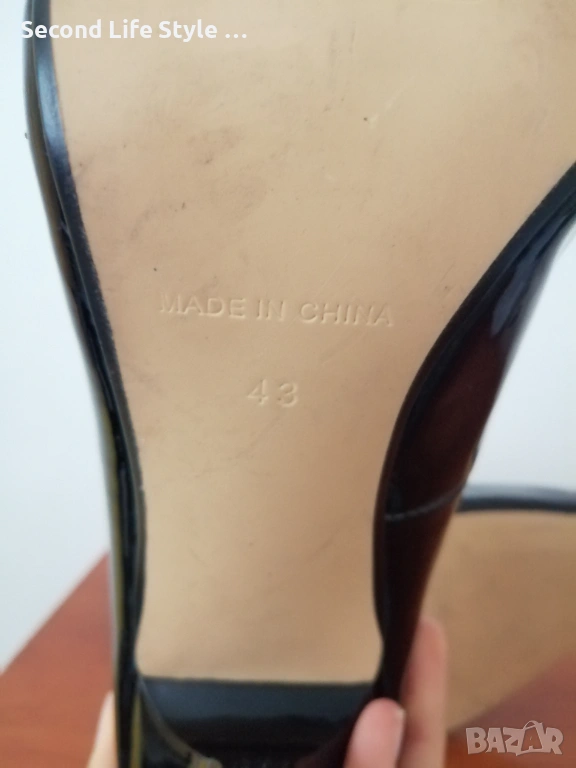 Second Life Style ...
MADE IN CHINA
43
BAZAR